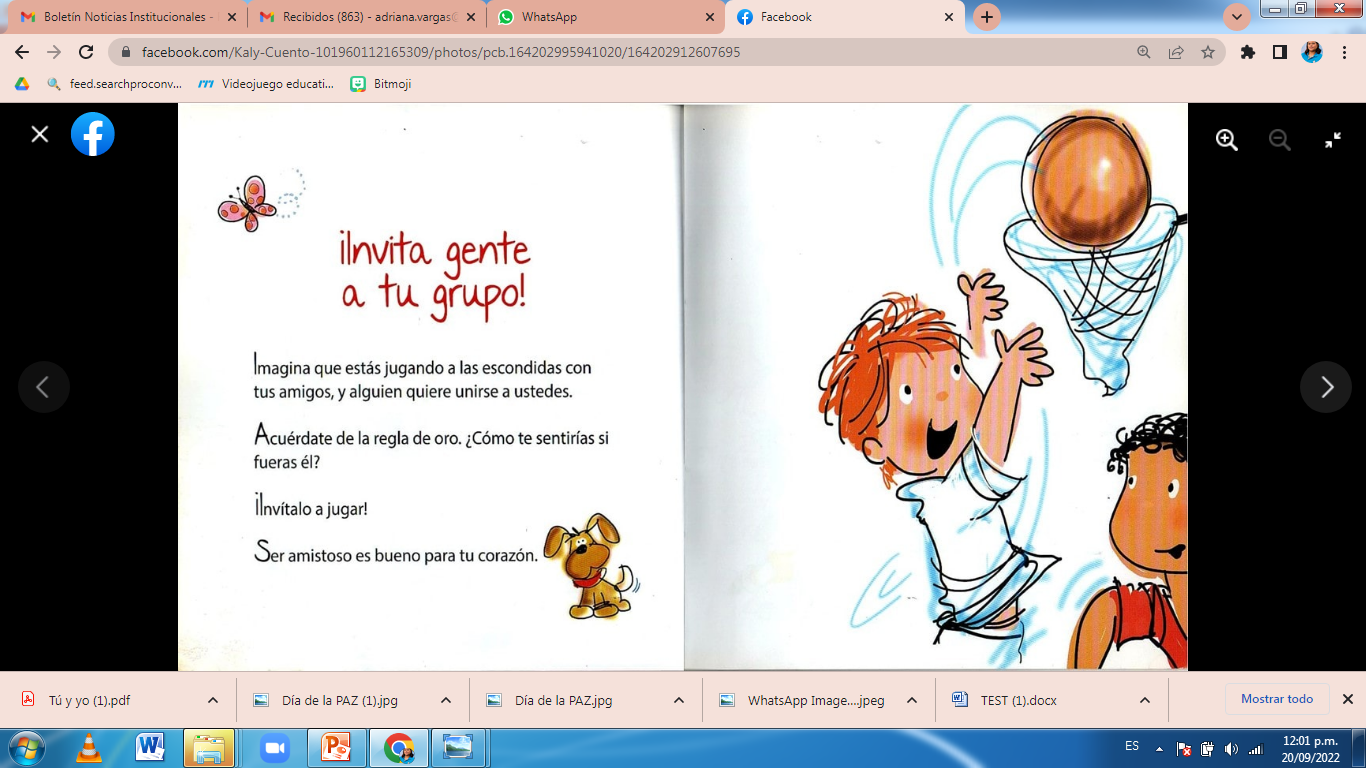 Boletín Noticias Institucionales -
Recibidos (863) - adriana.vargas@
WhatsApp
Facebook
facebook.com/Kaly-Cuento-101960112165309/photos/pcb.164202995941020/164202912607695
feed.searchproconv...
Videojuego educati...
Bitmoji
¡Invita gente
a tu grupo!
Imagina que estás jugando a las escondidas con
tus amigos, y alguien quiere unirse a ustedes.
Acuérdate de la regla de oro. ¿Cómo te sentirías si
fueras él?
¡Invítalo a jugar!
Ser amistoso es bueno para tu corazón.
Tú y yo (1).pdf
Día de la PAZ (1).jpg
Día de la PAZ.jpg
WhatsApp Image....jpeg
TEST (1).docx
Mostrar todo
ES
12:01 p.m.
20/09/2022